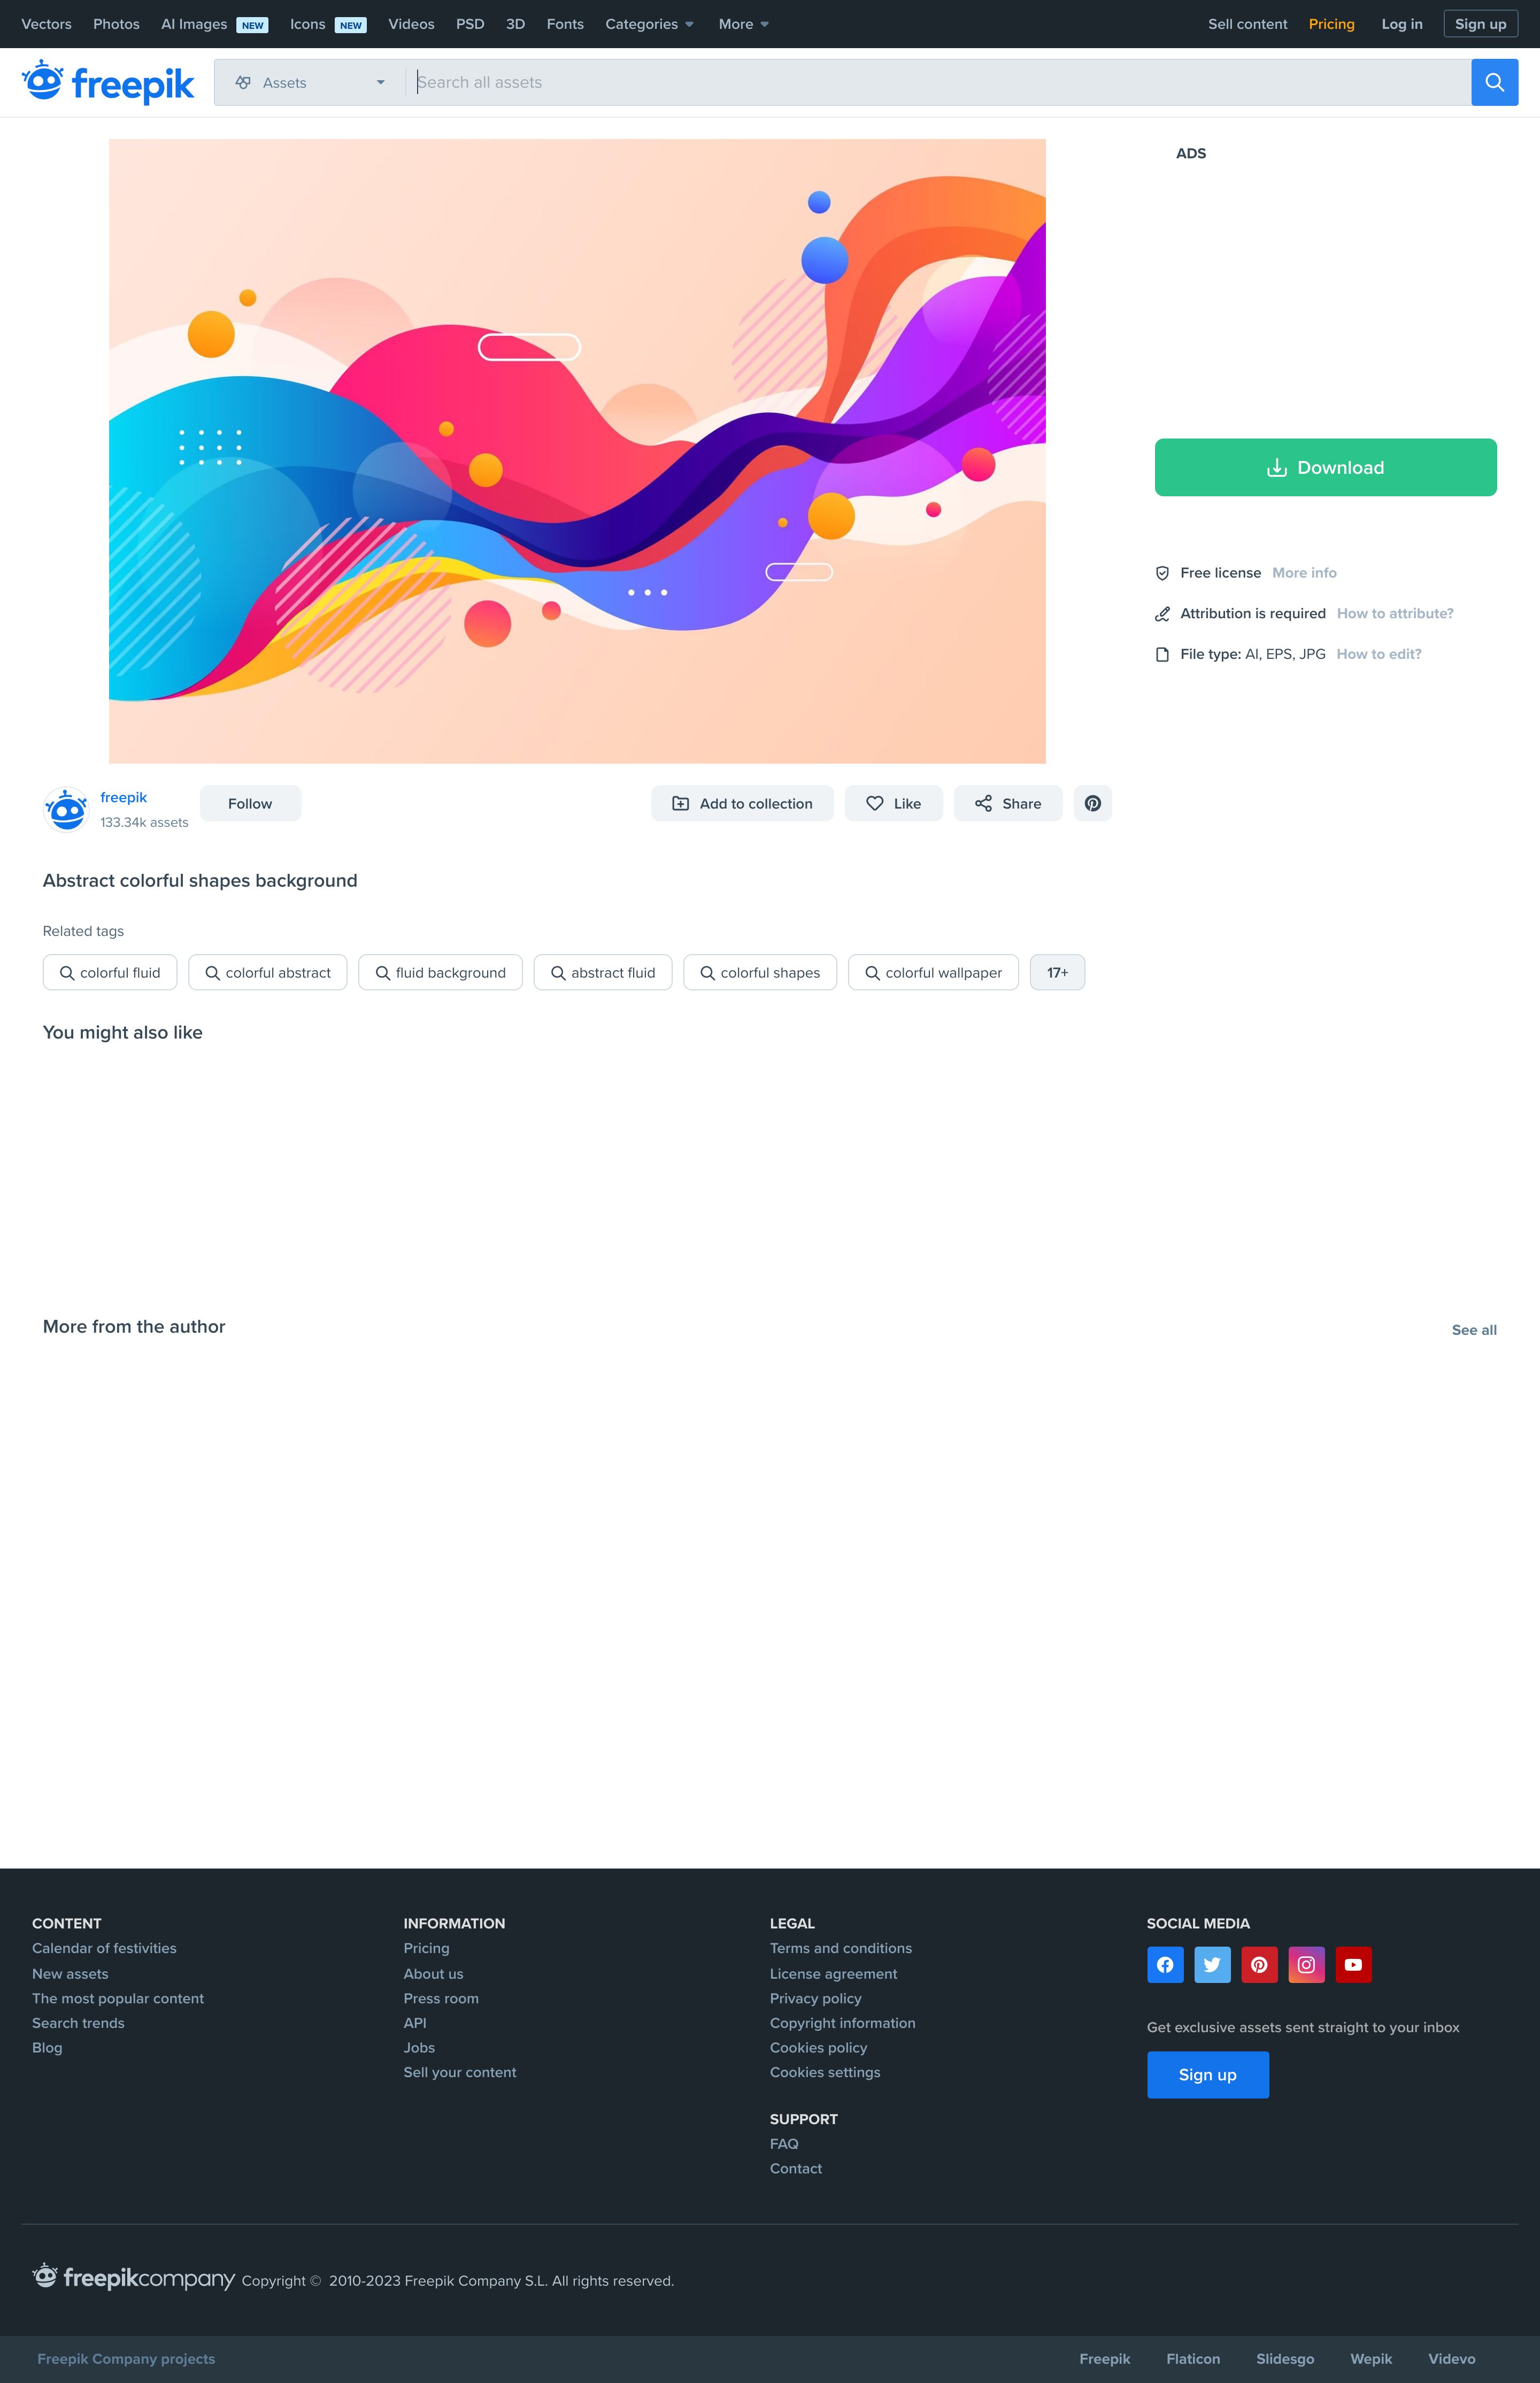 Vectors Photos AI Images NEW Icons NEW Videos PSD 3D Fonts Categories More Sell content Pricing Log in Sign up
freepik Assets Search all assets
ADS
Download
Free license More info
Attribution is required How to attribute?
File type: AI, EPS, JPG How to edit?
freepik
133.34k assets
Follow Add to collection Like Share
Abstract colorful shapes background
Related tags
colorful fluid colorful abstract fluid background abstract fluid colorful shapes colorful wallpaper 17+
You might also like
More from the author See all
CONTENT
Calendar of festivities
New assets
The most popular content
Search trends
Blog
INFORMATION
Pricing
About us
Press room
API
Jobs
Sell your content
LEGAL
Terms and conditions
License agreement
Privacy policy
Copyright information
Cookies policy
Cookies settings
SUPPORT
FAQ
Contact
SOCIAL MEDIA
Get exclusive assets sent straight to your inbox
Sign up
freepikcompany Copyright © 2010-2023 Freepik Company S.L. All rights reserved.
Freepik Company projects Freepik Flaticon Slidesgo Wepik Videvo